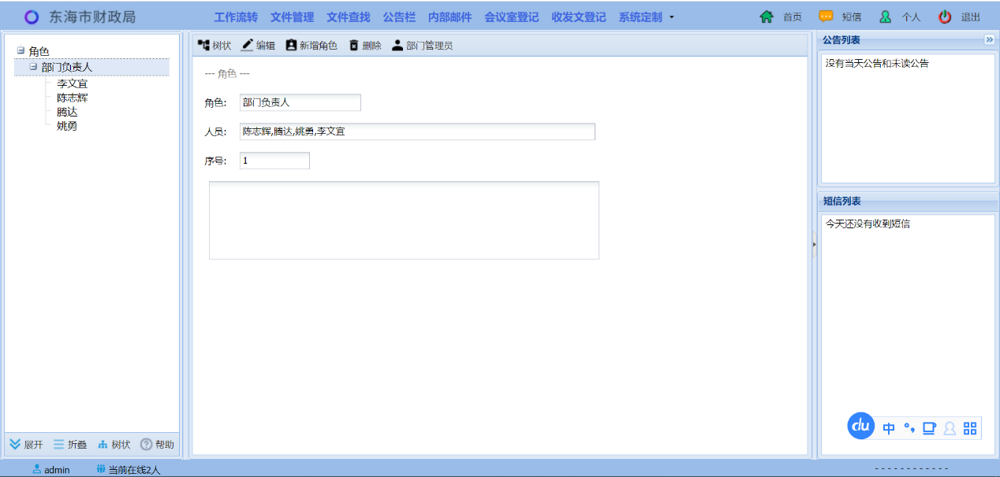 东海市财政局
工作流转 文件管理 文件查找 公告栏 内部邮件 会议室登记 收发文登记 系统定制
首页 短信 个人 退出
角色
部门负责人
李文宜
陈志辉
腾达
姚勇
展开 折叠 树状 帮助
树状 编辑 新增角色 删除 部门管理员
--- 角色 ---
角色: 部门负责人
人员: 陈志辉,腾达,姚勇,李文宜
序号: 1
公告列表
没有当天公告和未读公告
短信列表
今天还没有收到短信
du 中
admin 当前在线2人
- - - - - - - - - - - -